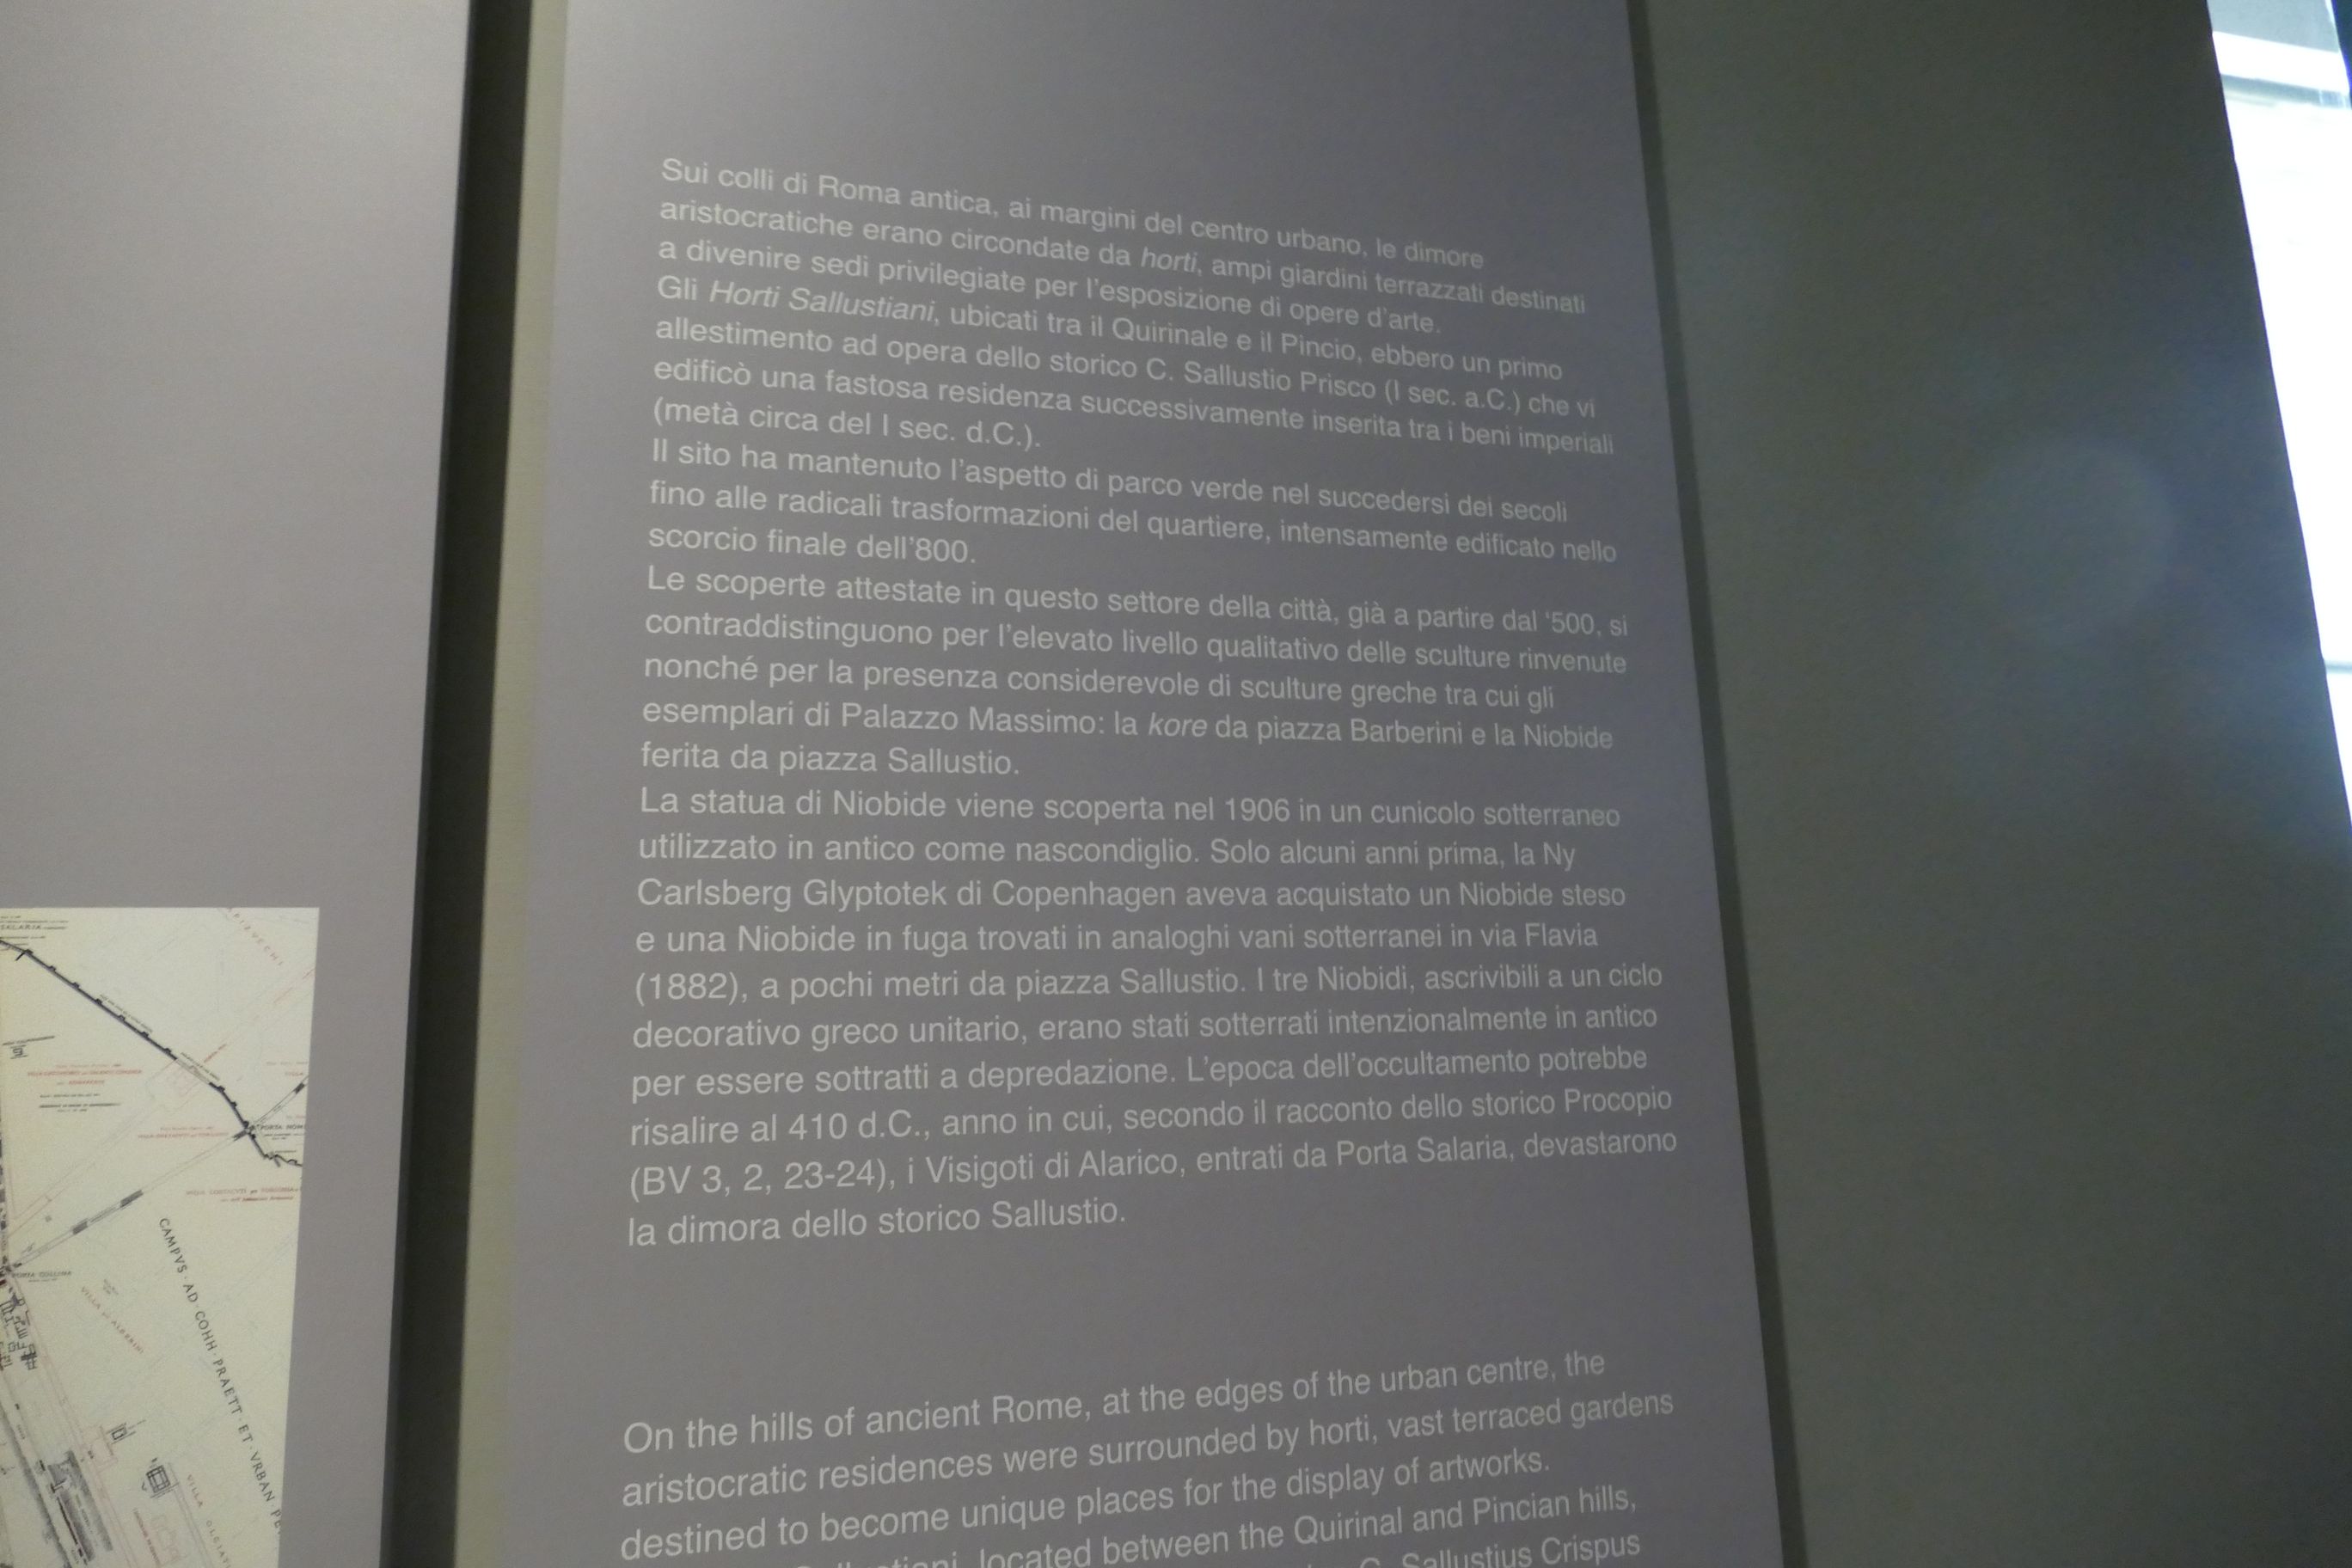 Sui colli di Roma antica, ai margini del centro urbano, le dimore
aristocratiche erano circondate da horti, ampi giardini terrazzati destinati
a divenire sedi privilegiate per l'esposizione di opere d'arte.
Gli Horti Sallustiani, ubicati tra il Quirinale e il Pincio, ebbero un primo
allestimento ad opera dello storico C. Sallustio Prisco (I sec. a.C.) che vi
edificò una fastosa residenza successivamente inserita tra i beni imperiali
(metà circa del I sec. d.C.).
Il sito ha mantenuto l'aspetto di parco verde nel succedersi dei secoli
fino alle radicali trasformazioni del quartiere, intensamente edificato nello
scorcio finale dell'800.
Le scoperte attestate in questo settore della città, già a partire dal '500, si
contraddistinguono per l'elevato livello qualitativo delle sculture rinvenute
nonché per la presenza considerevole di sculture greche tra cui gli
esemplari di Palazzo Massimo: la kore da piazza Barberini e la Niobide
ferita da piazza Sallustio.
La statua di Niobide viene scoperta nel 1906 in un cunicolo sotterraneo
utilizzato in antico come nascondiglio. Solo alcuni anni prima, la Ny
Carlsberg Glyptotek di Copenhagen aveva acquistato un Niobide steso
e una Niobide in fuga trovati in analoghi vani sotterranei in via Flavia
(1882), a pochi metri da piazza Sallustio. I tre Niobidi, ascrivibili a un ciclo
decorativo greco unitario, erano stati sotterrati intenzionalmente in antico
per essere sottratti a depredazione. L'epoca dell'occultamento potrebbe
risalire al 410 d.C., anno in cui, secondo il racconto dello storico Procopio
(BV 3, 2, 23-24), i Visigoti di Alarico, entrati da Porta Salaria, devastarono
la dimora dello storico Sallustio.
On the hills of ancient Rome, at the edges of the urban centre, the
aristocratic residences were surrounded by horti, vast terraced gardens
destined to become unique places for the display of artworks.
located between the Quirinal and Pincian hills,
C. Sallustius Crispus
SALARIA
PORTA
PORTA COLLINA
CAMPVS · AD · COHH · PRAETT · ET · VRBAN
VILLA